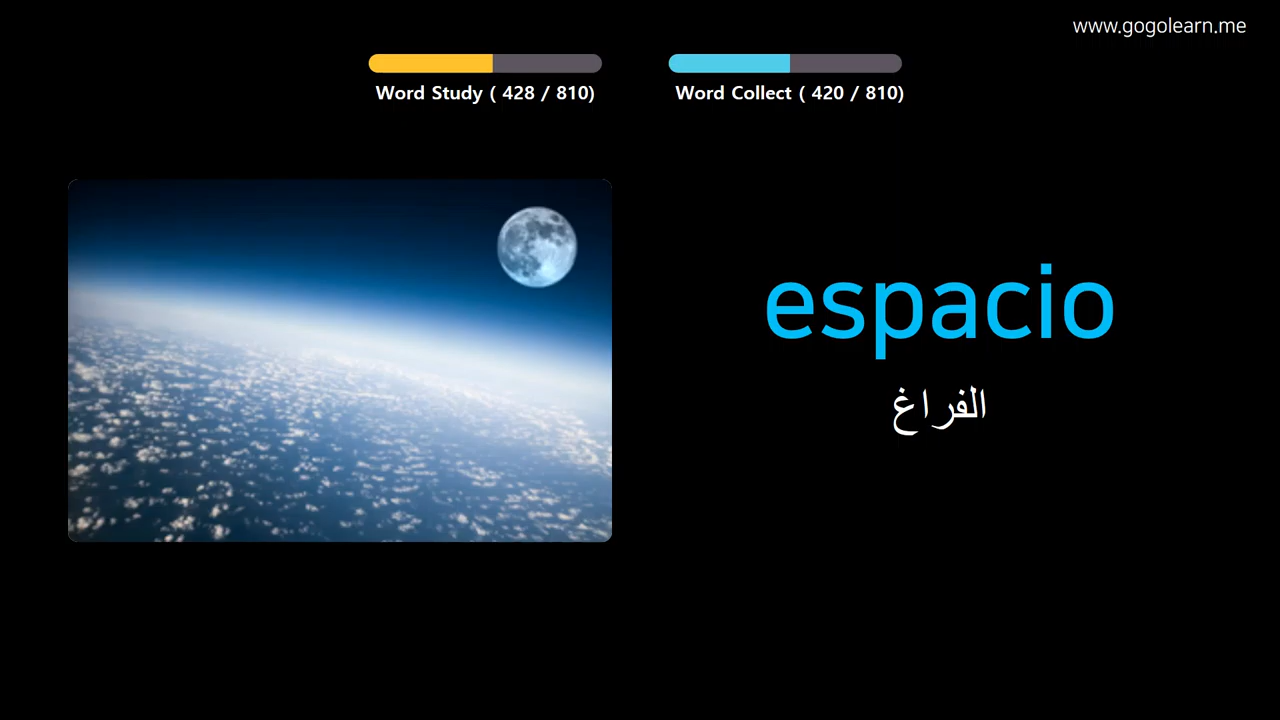 www.gogolearn.me
Word Study ( 428 / 810)
Word Collect ( 420 / 810)
espacio
الفراغ